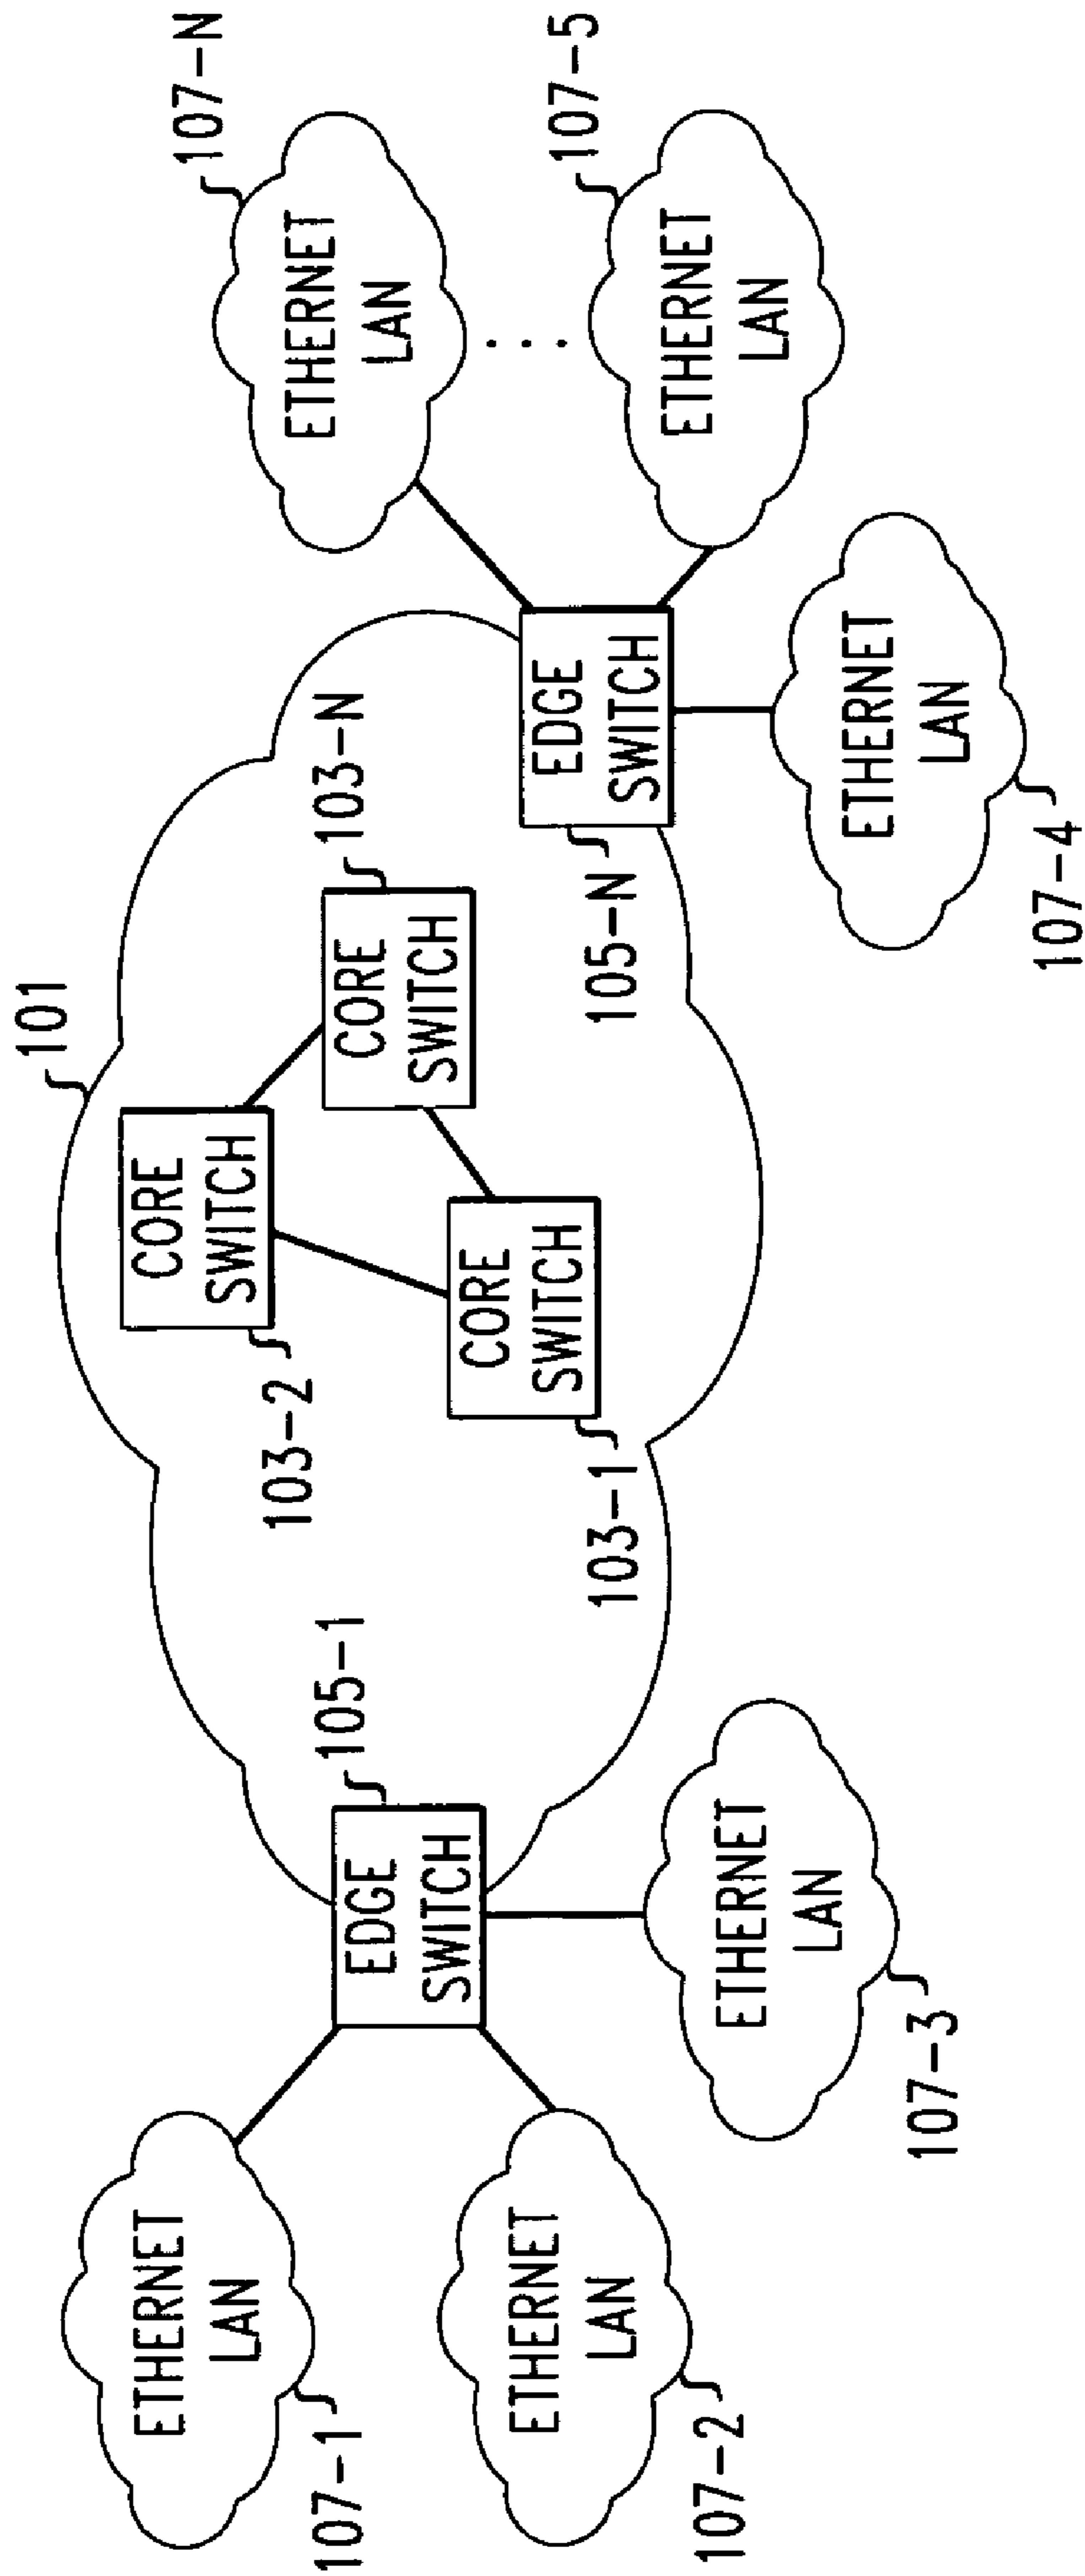 101
CORE
SWITCH
103-2
CORE
SWITCH
103-N
CORE
SWITCH
103-1
EDGE
SWITCH
105-1
EDGE
SWITCH
105-N
ETHERNET
LAN
107-1
ETHERNET
LAN
107-2
ETHERNET
LAN
107-3
ETHERNET
LAN
107-4
ETHERNET
LAN
107-5
. . .
ETHERNET
LAN
107-N